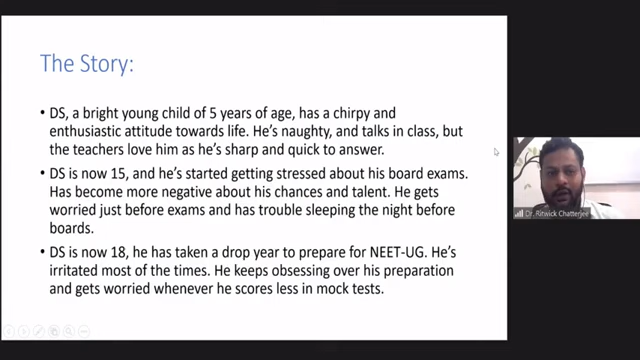 The Story:
• DS, a bright young child of 5 years of age, has a chirpy and
enthusiastic attitude towards life. He's naughty, and talks in class, but
the teachers love him as he's sharp and quick to answer.
• DS is now 15, and he's started getting stressed about his board exams.
Has become more negative about his chances and talent. He gets
worried just before exams and has trouble sleeping the night before
boards.
• DS is now 18, he has taken a drop year to prepare for NEET-UG. He's
irritated most of the times. He keeps obsessing over his preparation
and gets worried whenever he scores less in mock tests.
Dr. Ritwick Chatterjee